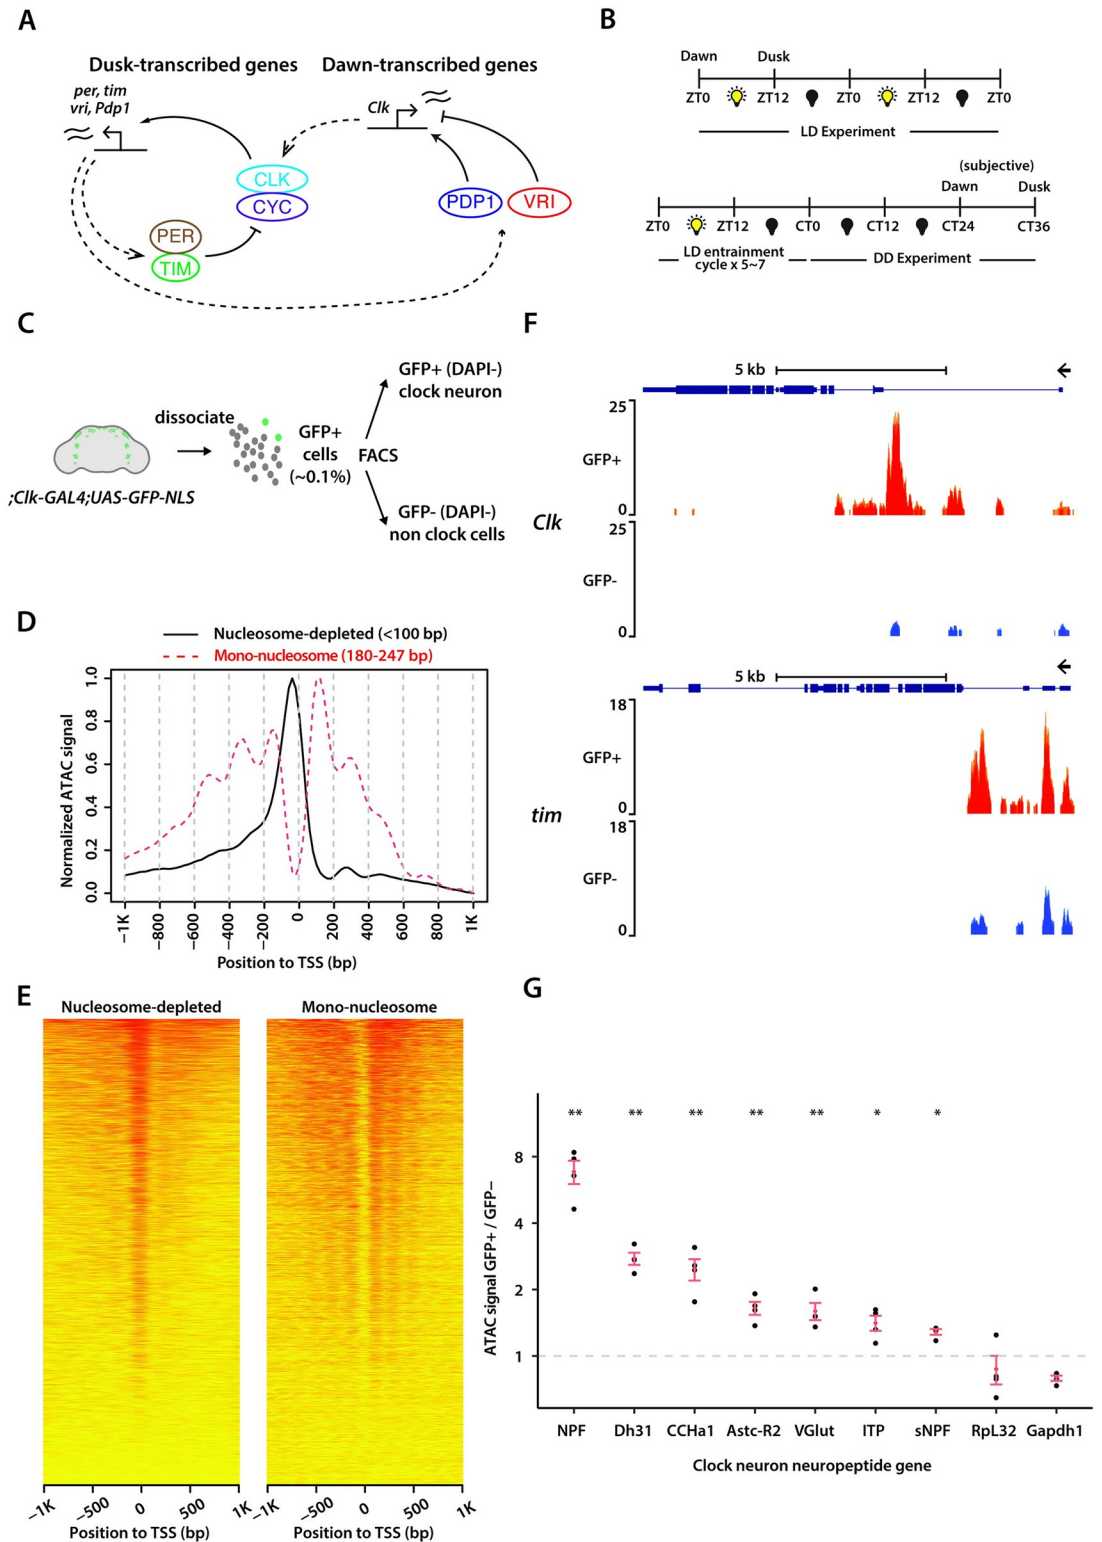 A
Dusk-transcribed genes
Dawn-transcribed genes
per, tim
vri, Pdp1
Clk
CLK
CYC
PDP1
VRI
PER
TIM
B
Dawn
Dusk
ZT0
ZT12
ZT0
ZT12
ZT0
LD Experiment
(subjective)
Dawn
Dusk
ZT0
ZT12
CT0
CT12
CT24
CT36
LD entrainment
cycle x 5~7
DD Experiment
C
dissociate
GFP+
cells
(~0.1%)
FACS
GFP+ (DAPI-)
clock neuron
GFP- (DAPI-)
non clock cells
;Clk-GAL4;UAS-GFP-NLS
D
Nucleosome-depleted (<100 bp)
Mono-nucleosome (180-247 bp)
Normalized ATAC signal
1.0
0.8
0.6
0.4
0.2
0.0
−1K
−800
−600
−400
−200
0
200
400
600
800
1K
Position to TSS (bp)
E
Nucleosome-depleted
Mono-nucleosome
−1K
−500
0
500
1K
−1K
−500
0
500
1K
Position to TSS (bp)
Position to TSS (bp)
F
5 kb
25
GFP+
0
Clk
25
GFP-
0
5 kb
18
GFP+
0
tim
18
GFP-
0
G
ATAC signal GFP+ / GFP−
8
4
2
1
** ** ** ** ** * *
NPF
Dh31
CCHa1
Astc-R2
VGlut
ITP
sNPF
RpL32
Gapdh1
Clock neuron neuropeptide gene